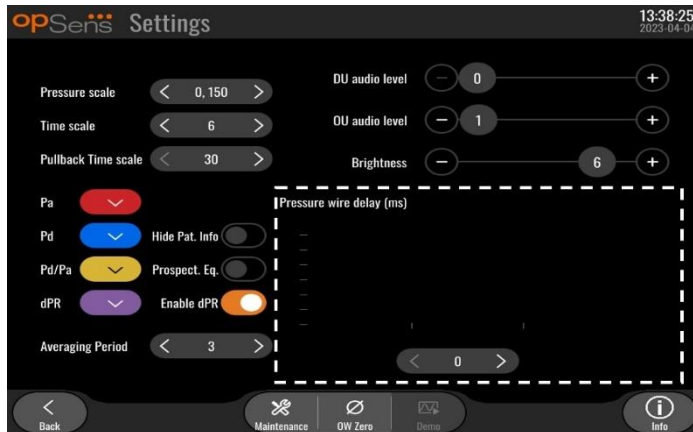 opSens Settings
13:38:25
2023-04-04
Pressure scale < 0, 150 >
DU audio level − 0 +
Time scale < 6 >
OU audio level − 1 +
Pullback Time scale < 30 >
Brightness − 6 +
Pa
Pressure wire delay (ms)
Pd
Hide Pat. Info
Pd/Pa
Prospect. Eq.
dPR
Enable dPR
Averaging Period < 3 >
< 0 >
Back
Maintenance
OW Zero
Demo
Info